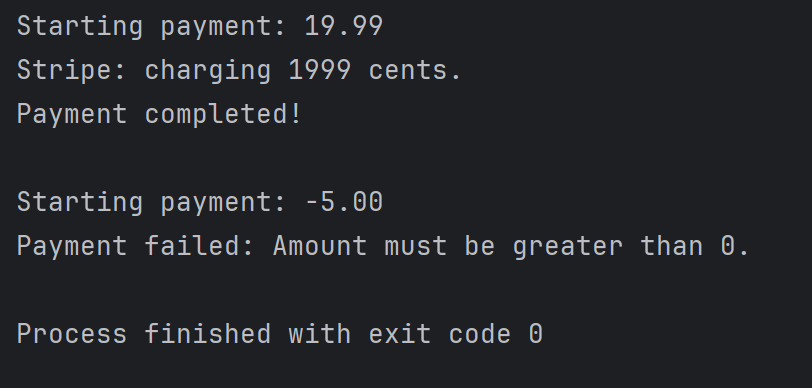 Starting payment: 19.99
Stripe: charging 1999 cents.
Payment completed!
Starting payment: -5.00
Payment failed: Amount must be greater than 0.
Process finished with exit code 0